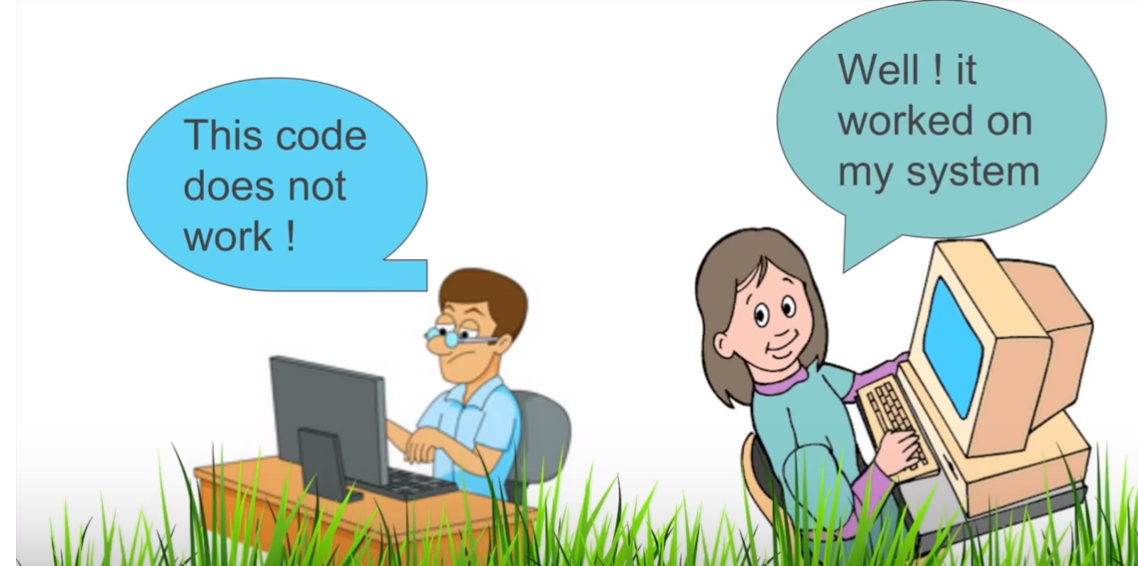 This code
does not
work !
Well ! it
worked on
my system